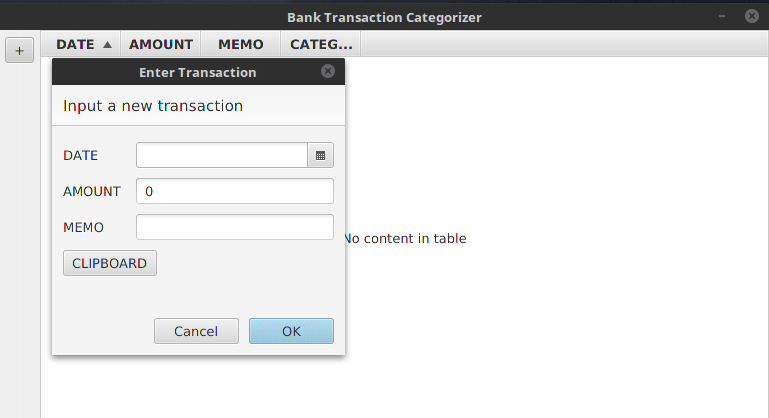 Bank Transaction Categorizer
+
DATE AMOUNT MEMO CATEG...
Enter Transaction
Input a new transaction
DATE
AMOUNT 0
MEMO
No content in table
CLIPBOARD
Cancel OK